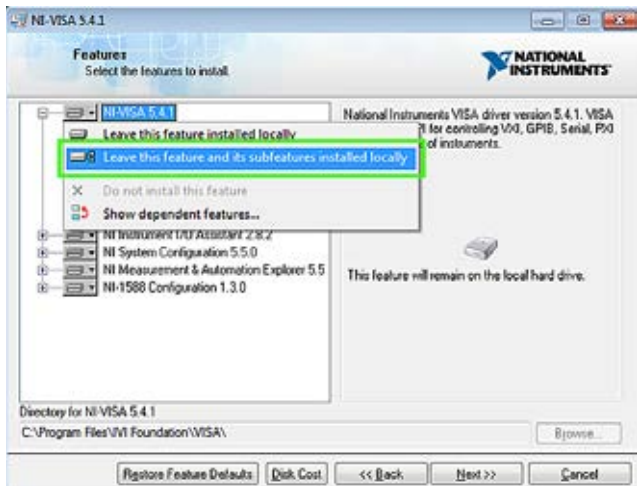 NI-VISA 5.4.1
Features
Select the features to install.
NATIONAL
INSTRUMENTS
NI-VISA 5.4.1
Leave this feature installed locally
Leave this feature and its subfeatures installed locally
Do not install this feature
Show dependent features...
NI Instrument I/O Assistant 2.8.2
NI System Configuration 5.5.0
NI Measurement & Automation Explorer 5.5
NI-1588 Configuration 1.3.0
National Instruments VISA driver version 5.4.1. VISA
for controlling VXI, GPIB, Serial, PXI
of instruments.
This feature will remain on the local hard drive.
Directory for NI-VISA 5.4.1
C:\Program Files\IVI Foundation\VISA\
Browse...
Restore Feature Defaults
Disk Cost
<< Back
Next >>
Cancel